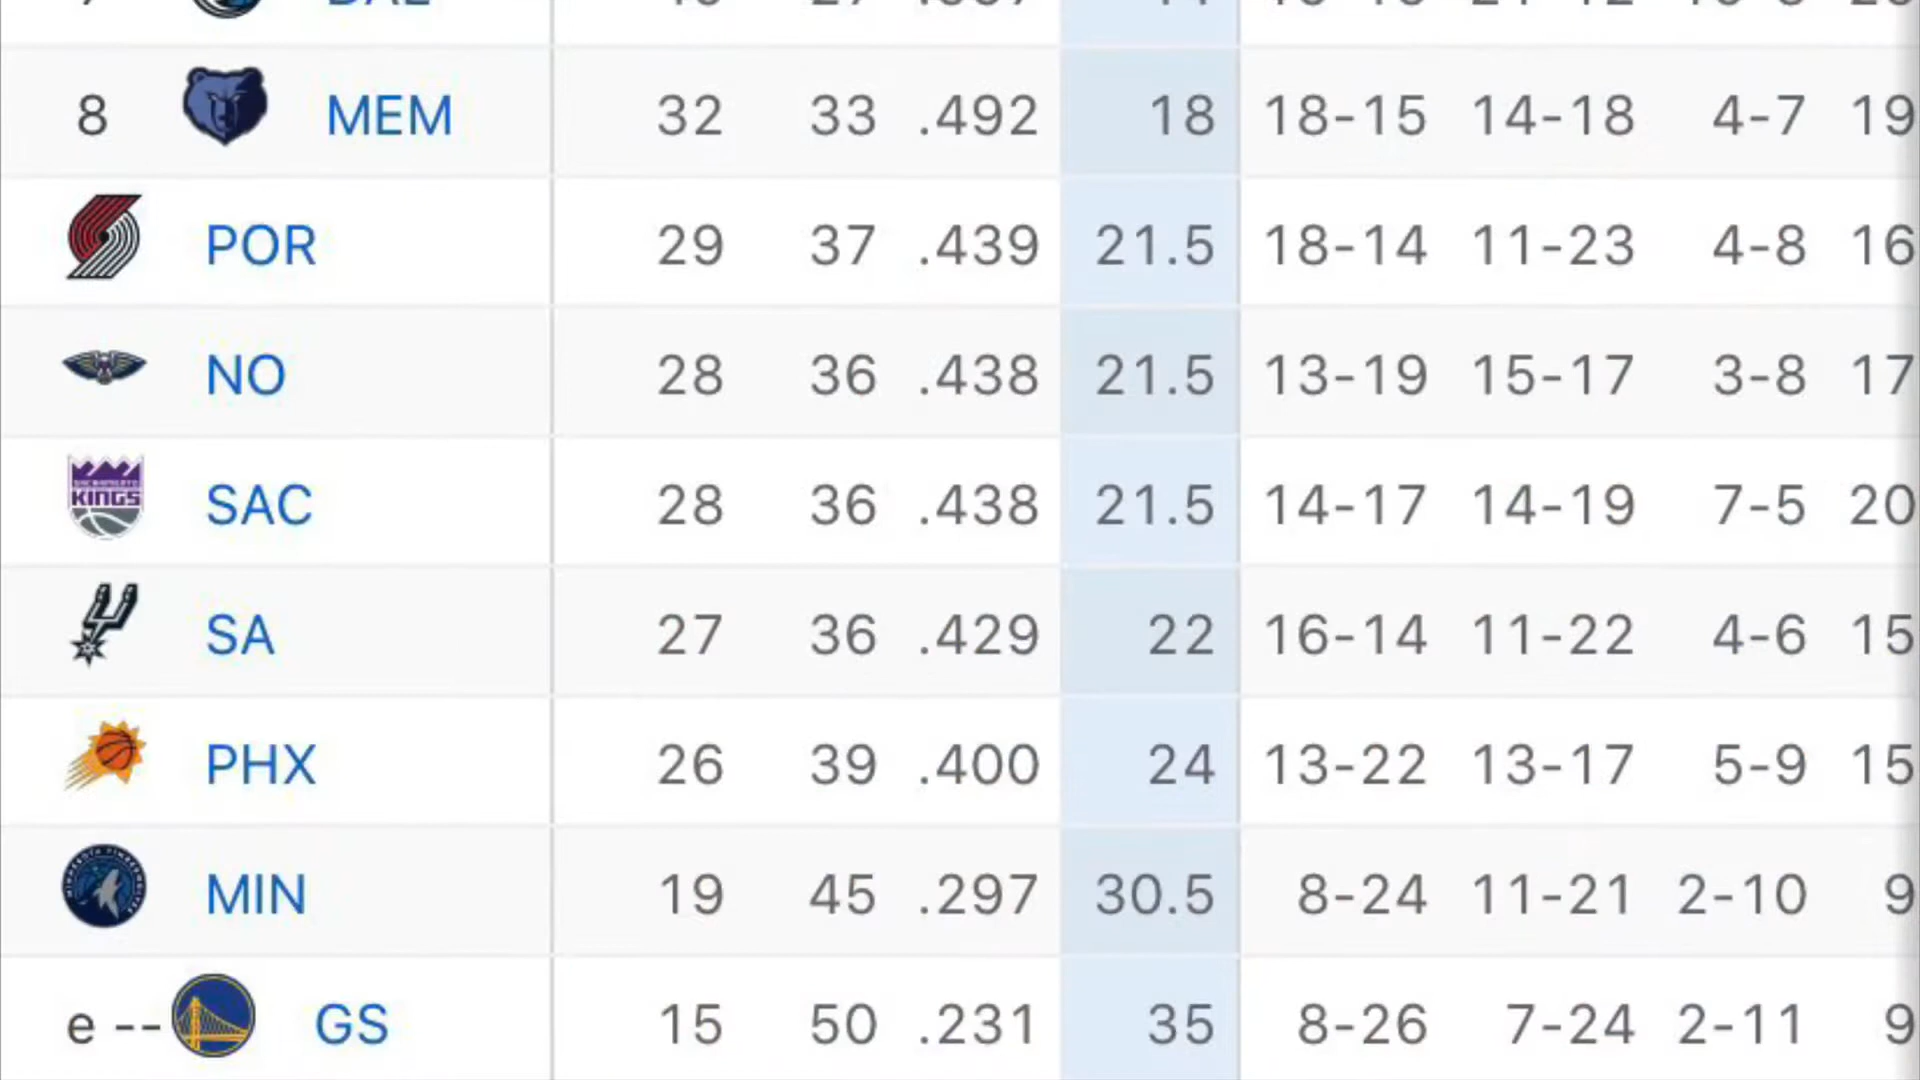 8 MEM 32 33 .492 18 18-15 14-18 4-7 19
POR 29 37 .439 21.5 18-14 11-23 4-8 16
NO 28 36 .438 21.5 13-19 15-17 3-8 17
SACRAMENTO
KINGS
SAC 28 36 .438 21.5 14-17 14-19 7-5 20
SA 27 36 .429 22 16-14 11-22 4-6 15
PHX 26 39 .400 24 13-22 13-17 5-9 15
MIN 19 45 .297 30.5 8-24 11-21 2-10 9
e -- GS 15 50 .231 35 8-26 7-24 2-11 9